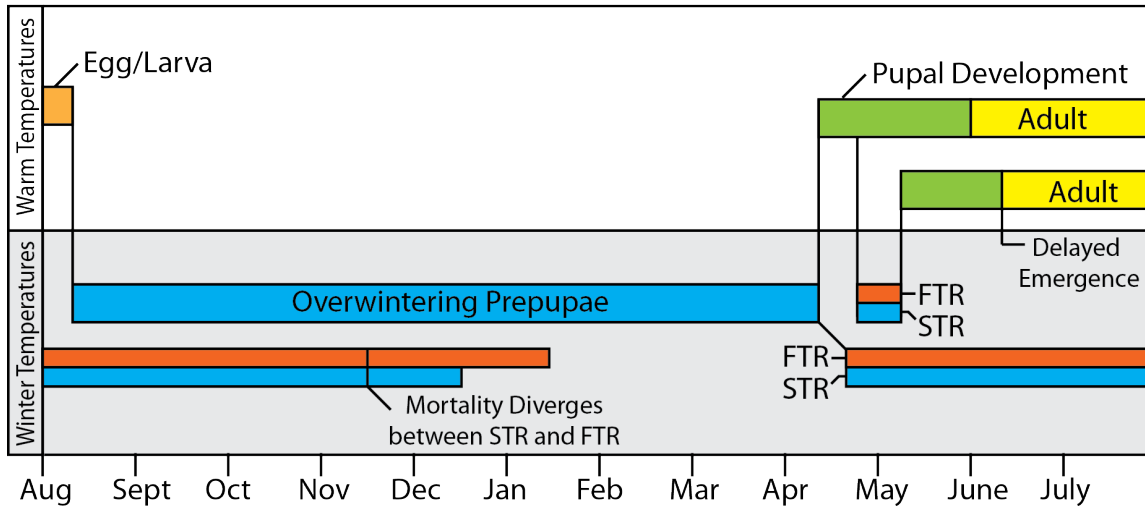 Warm Temperatures
Egg/Larva
Pupal Development
Adult
Adult
Delayed
Emergence
Winter Temperatures
Overwintering Prepupae
FTR
STR
FTR
STR
Mortality Diverges
between STR and FTR
Aug Sept Oct Nov Dec Jan Feb Mar Apr May June July